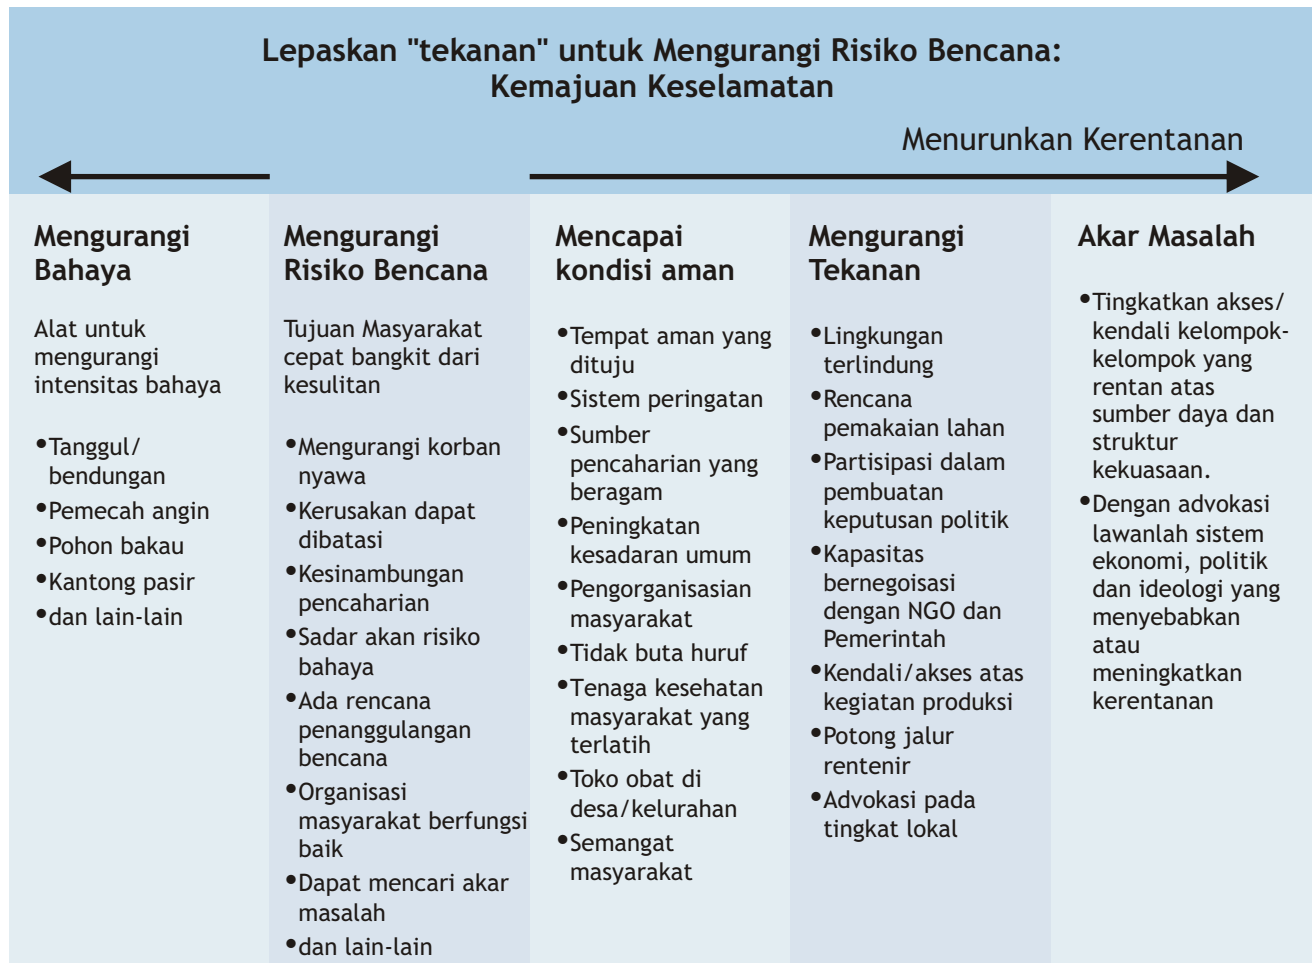 Lepaskan "tekanan" untuk Mengurangi Risiko Bencana:
Kemajuan Keselamatan
Menurunkan Kerentanan
Mengurangi
Bahaya
Alat untuk
mengurangi
intensitas bahaya
•Tanggul/
bendungan
•Pemecah angin
•Pohon bakau
•Kantong pasir
•dan lain-lain
Mengurangi
Risiko Bencana
Tujuan Masyarakat
cepat bangkit dari
kesulitan
•Mengurangi korban
nyawa
•Kerusakan dapat
dibatasi
•Kesinambungan
pencaharian
•Sadar akan risiko
bahaya
•Ada rencana
penanggulangan
bencana
•Organisasi
masyarakat berfungsi
baik
•Dapat mencari akar
masalah
•dan lain-lain
Mencapai
kondisi aman
•Tempat aman yang
dituju
•Sistem peringatan
•Sumber
pencaharian yang
beragam
•Peningkatan
kesadaran umum
•Pengorganisasian
masyarakat
•Tidak buta huruf
•Tenaga kesehatan
masyarakat yang
terlatih
•Toko obat di
desa/kelurahan
•Semangat
masyarakat
Mengurangi
Tekanan
•Lingkungan
terlindung
•Rencana
pemakaian lahan
•Partisipasi dalam
pembuatan
keputusan politik
•Kapasitas
bernegoisasi
dengan NGO dan
Pemerintah
•Kendali/akses atas
kegiatan produksi
•Potong jalur
rentenir
•Advokasi pada
tingkat lokal
Akar Masalah
•Tingkatkan akses/
kendali kelompok-
kelompok yang
rentan atas
sumber daya dan
struktur
kekuasaan.
•Dengan advokasi
lawanlah sistem
ekonomi, politik
dan ideologi yang
menyebabkan
atau
meningkatkan
kerentanan